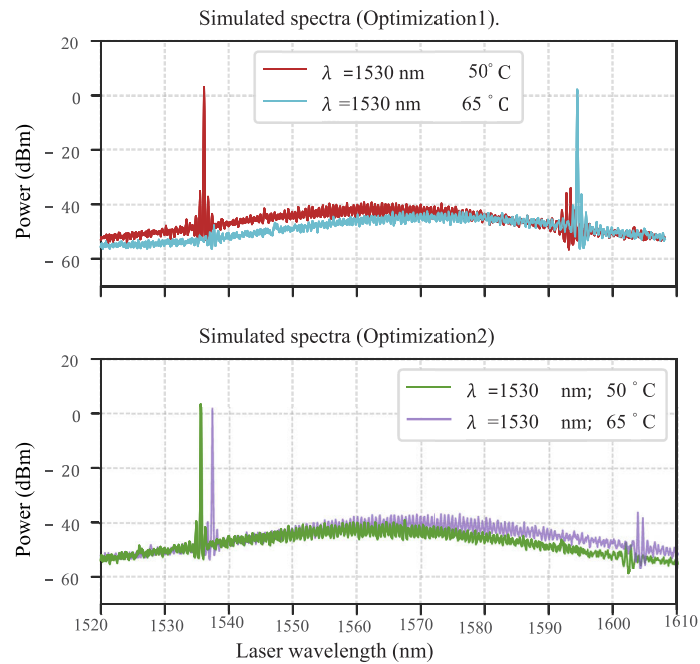 Simulated spectra (Optimization1).
20
0
− 20
− 40
− 60
Power (dBm)
λ =1530 nm 50°C
λ =1530 nm 65 °C
Simulated spectra (Optimization2)
20
0
− 20
− 40
− 60
Power (dBm)
λ =1530 nm; 50 °C
λ =1530 nm; 65 °C
1520 1530 1540 1550 1560 1570 1580 1590 1600 1610
Laser wavelength (nm)